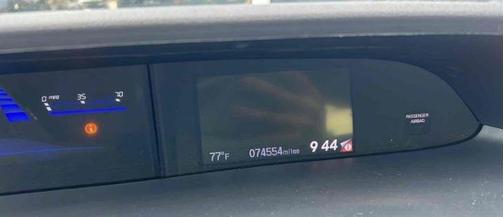 0 mpg 35 70
PASSENGER
AIRBAG
77°F 074554 miles 9 44